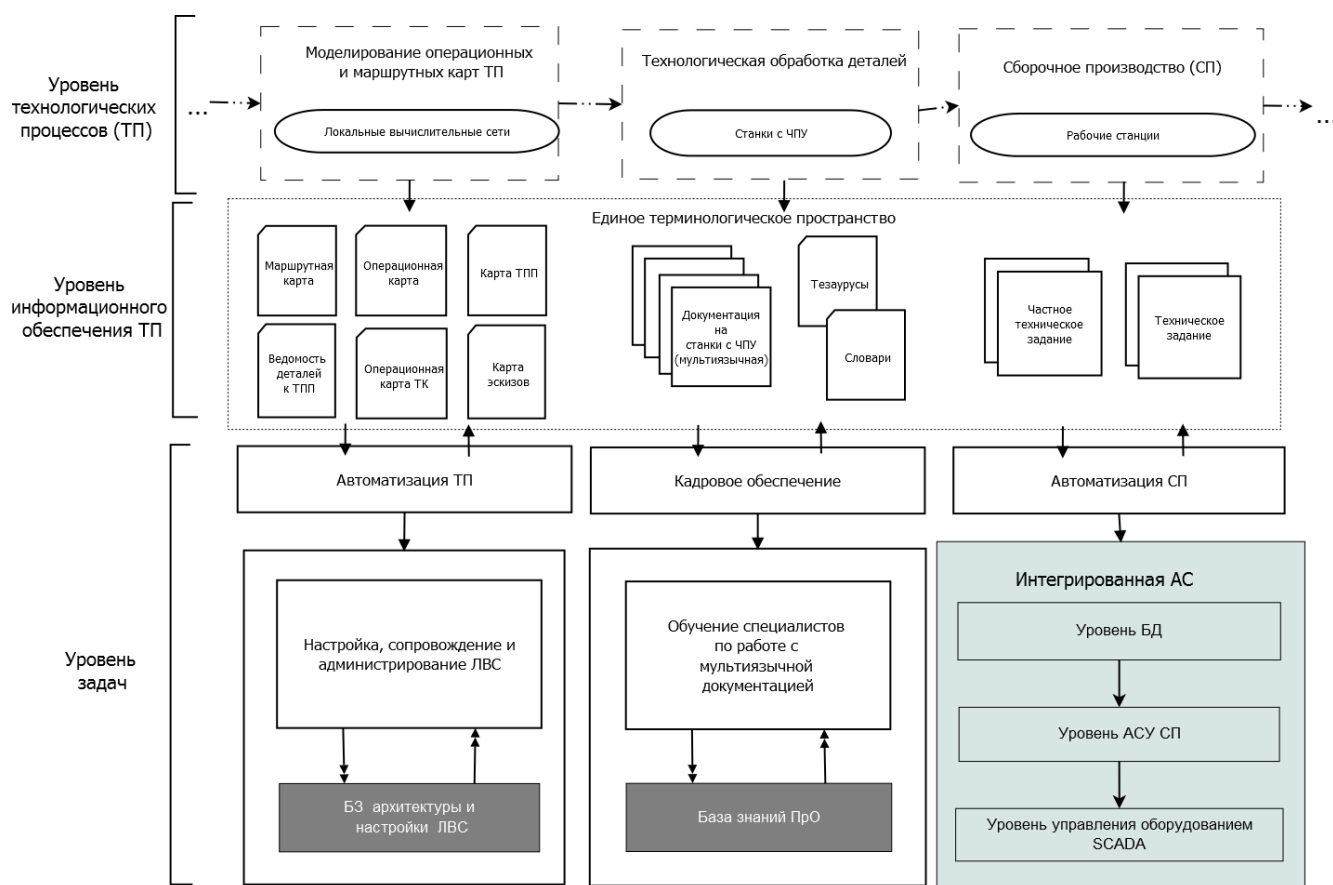 Уровень
технологических
процессов (ТП)
...
Моделирование операционных
и маршрутных карт ТП
Локальные вычислительные сети
Технологическая обработка деталей
Станки с ЧПУ
Сборочное производство (СП)
Рабочие станции
...
Уровень
информационного
обеспечения ТП
Единое терминологическое пространство
Маршрутная
карта
Операционная
карта
Карта ТПП
Ведомость
деталей
к ТПП
Операционная
карта ТК
Карта
эскизов
Документация
на
станки с ЧПУ
(мультиязычная)
Тезаурусы
Словари
Частное
техническое
задание
Техническое
задание
Уровень
задач
Автоматизация ТП
Кадровое обеспечение
Автоматизация СП
Настройка, сопровождение и
администрирование ЛВС
БЗ архитектуры и
настройки ЛВС
Обучение специалистов
по работе с
мультиязычной
документацией
База знаний ПрО
Интегрированная АС
Уровень БД
Уровень АСУ СП
Уровень управления оборудованием
SCADA